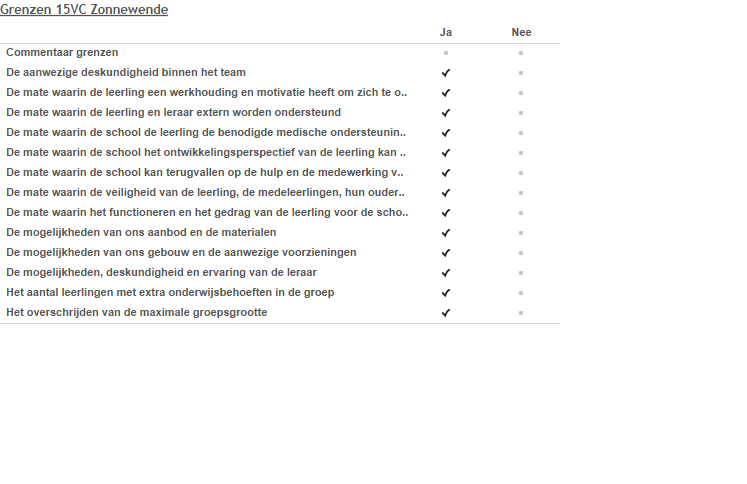 Grenzen 15VC Zonnewende
Ja Nee
Commentaar grenzen
De aanwezige deskundigheid binnen het team
De mate waarin de leerling een werkhouding en motivatie heeft om zich te o..
De mate waarin de leerling en leraar extern worden ondersteund
De mate waarin de school de leerling de benodigde medische ondersteunin..
De mate waarin de school het ontwikkelingsperspectief van de leerling kan ..
De mate waarin de school kan terugvallen op de hulp en de medewerking v..
De mate waarin de veiligheid van de leerling, de medeleerlingen, hun ouder..
De mate waarin het functioneren en het gedrag van de leerling voor de scho..
De mogelijkheden van ons aanbod en de materialen
De mogelijkheden van ons gebouw en de aanwezige voorzieningen
De mogelijkheden, deskundigheid en ervaring van de leraar
Het aantal leerlingen met extra onderwijsbehoeften in de groep
Het overschrijden van de maximale groepsgrootte